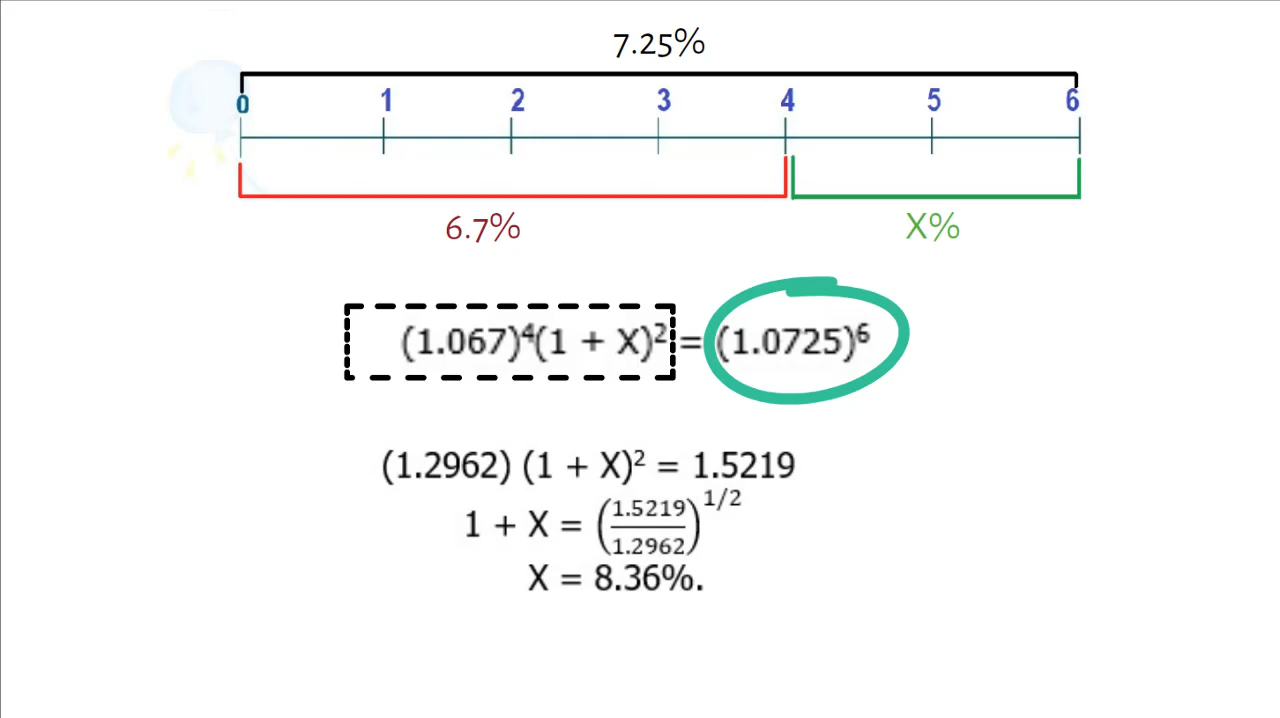 7.25%
0 1 2 3 4 5 6
6.7% X%
(1.067)⁴(1 + X)² = (1.0725)⁶
(1.2962) (1 + X)² = 1.5219
1 + X = (1.5219/1.2962)^1/2
X = 8.36%.